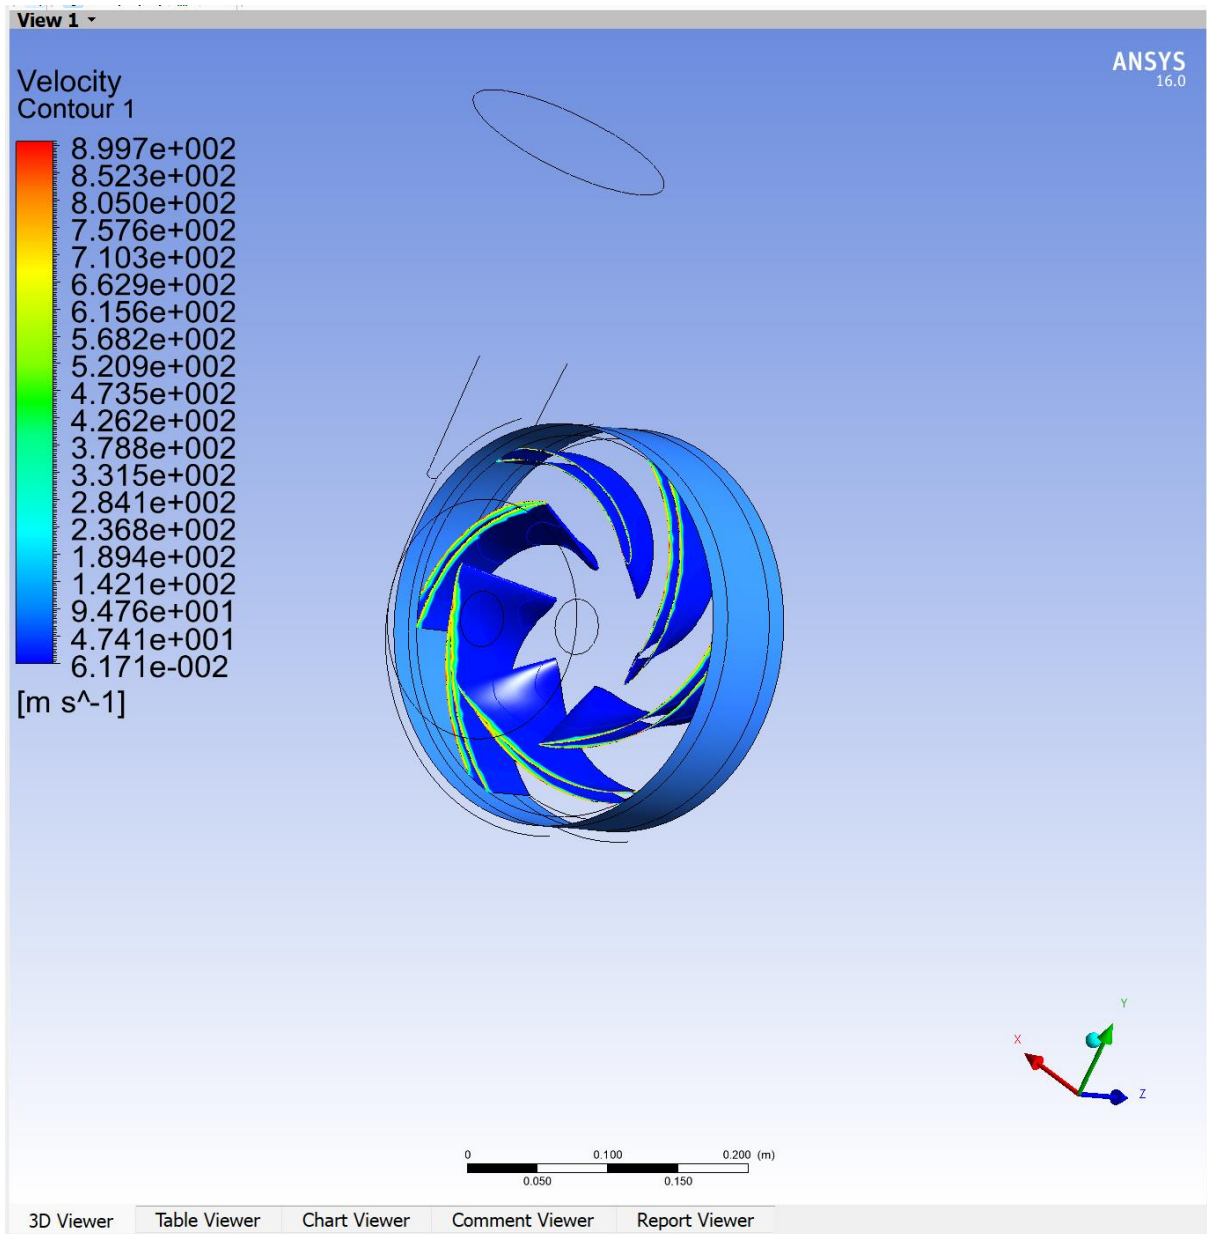 View 1
ANSYS
16.0
Velocity
Contour 1
8.997e+002
8.523e+002
8.050e+002
7.576e+002
7.103e+002
6.629e+002
6.156e+002
5.682e+002
5.209e+002
4.735e+002
4.262e+002
3.788e+002
3.315e+002
2.841e+002
2.368e+002
1.894e+002
1.421e+002
9.476e+001
4.741e+001
6.171e-002
[m s^-1]
Y
X
Z
0 0.100 0.200 (m)
0.050 0.150
3D Viewer Table Viewer Chart Viewer Comment Viewer Report Viewer